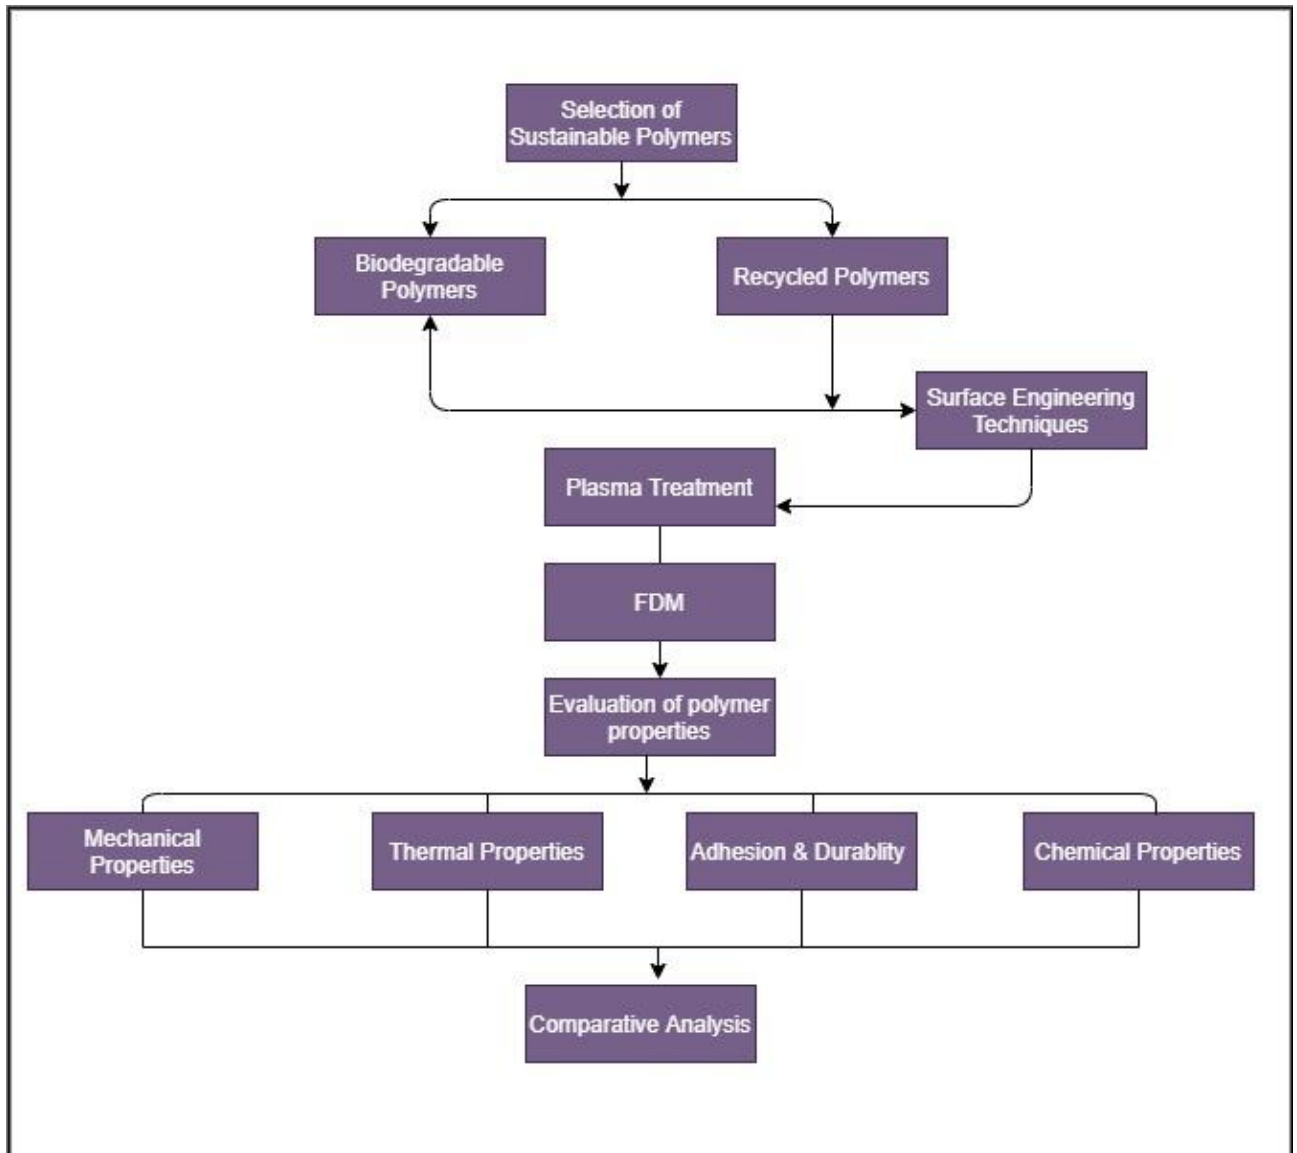 Selection of
Sustainable Polymers
Biodegradable
Polymers
Recycled Polymers
Surface Engineering
Techniques
Plasma Treatment
FDM
Evaluation of polymer
properties
Mechanical
Properties
Thermal Properties
Adhesion & Durablity
Chemical Properties
Comparative Analysis